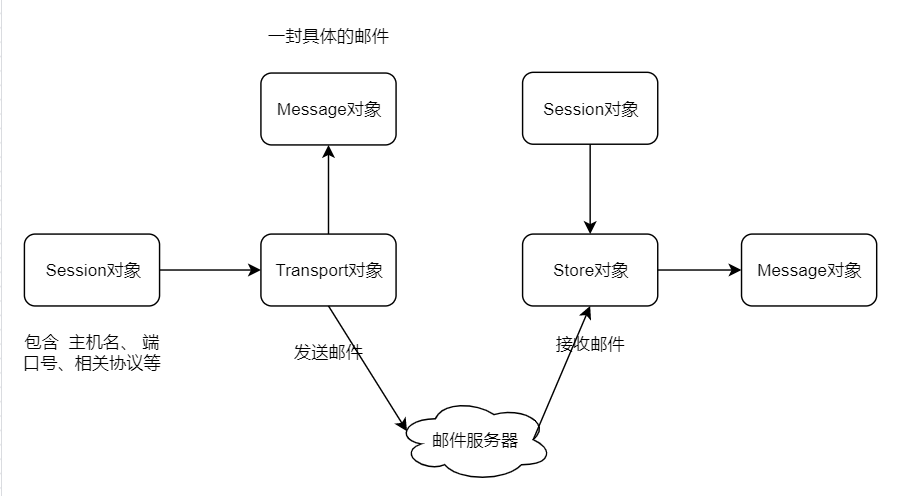 一封具体的邮件
Message对象
Session对象
Session对象
Transport对象
Store对象
Message对象
包含 主机名、 端
口号、相关协议等
发送邮件
接收邮件
邮件服务器